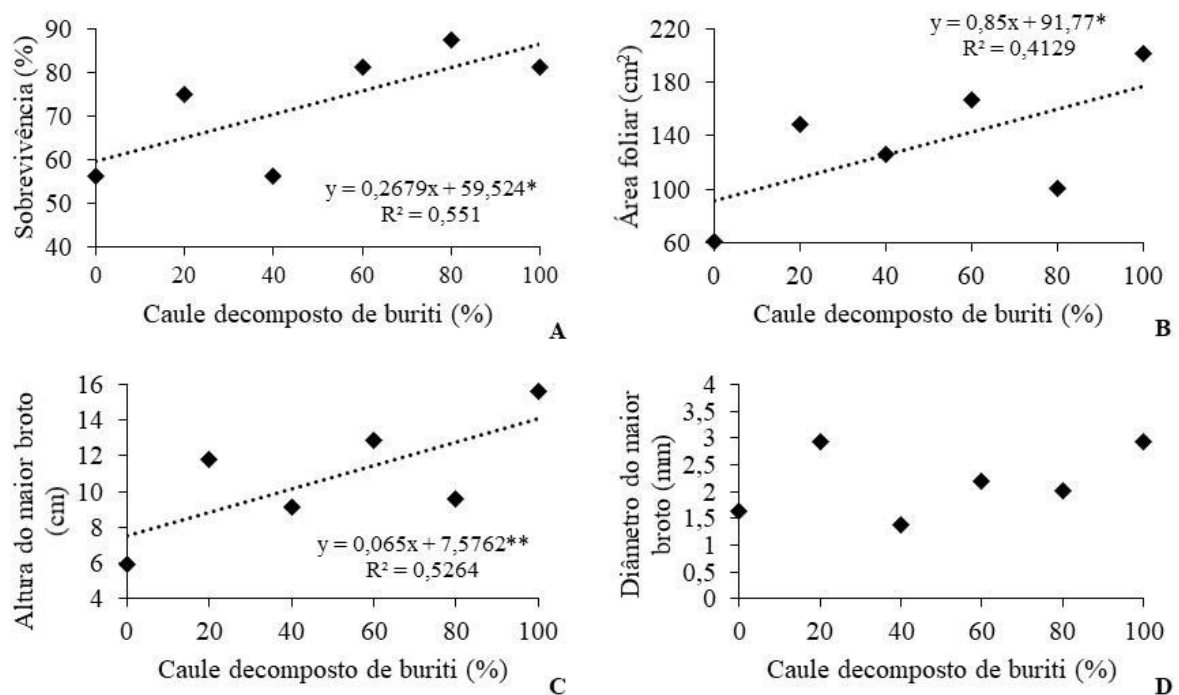 Sobrevivência (%)
90
80
70
60
50
40
y = 0,2679x + 59,524*
R² = 0,551
0 20 40 60 80 100
Caule decomposto de buriti (%)
A
Área foliar (cm²)
220
180
140
100
60
y = 0,85x + 91,77*
R² = 0,4129
0 20 40 60 80 100
Caule decomposto de buriti (%)
B
Altura do maior broto
(cm)
16
14
12
10
8
6
4
y = 0,065x + 7,5762**
R² = 0,5264
0 20 40 60 80 100
Caule decomposto de buriti (%)
C
Diâmetro do maior
broto (mm)
4
3,5
3
2,5
2
1,5
1
0,5
0
0 20 40 60 80 100
Caule decomposto de buriti (%)
D